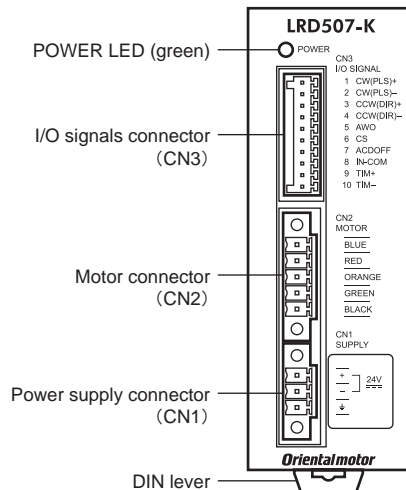 LRD507-K
POWER LED (green)
POWER
CN3
I/O SIGNAL
1 CW(PLS)+
2 CW(PLS)–
3 CCW(DIR)+
4 CCW(DIR)–
5 AWO
6 CS
7 ACDOFF
8 IN-COM
9 TIM+
10 TIM–
I/O signals connector
(CN3)
CN2
MOTOR
BLUE
RED
ORANGE
GREEN
BLACK
Motor connector
(CN2)
CN1
SUPPLY
+
–
24V
Power supply connector
(CN1)
Orientalmotor
DIN lever